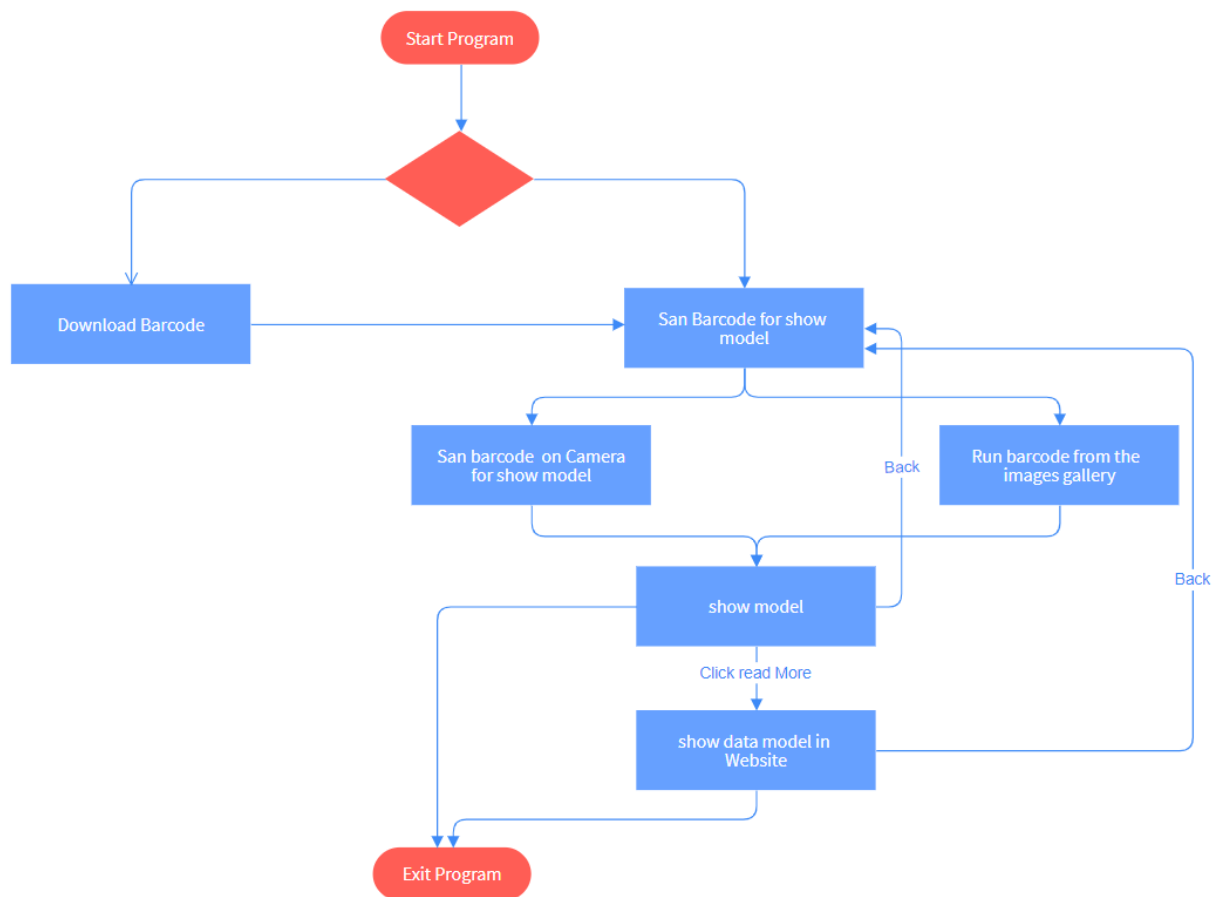 Start Program
Download Barcode
San Barcode for show
model
San barcode on Camera
for show model
Run barcode from the
images gallery
Back
show model
Back
Click read More
show data model in
Website
Exit Program